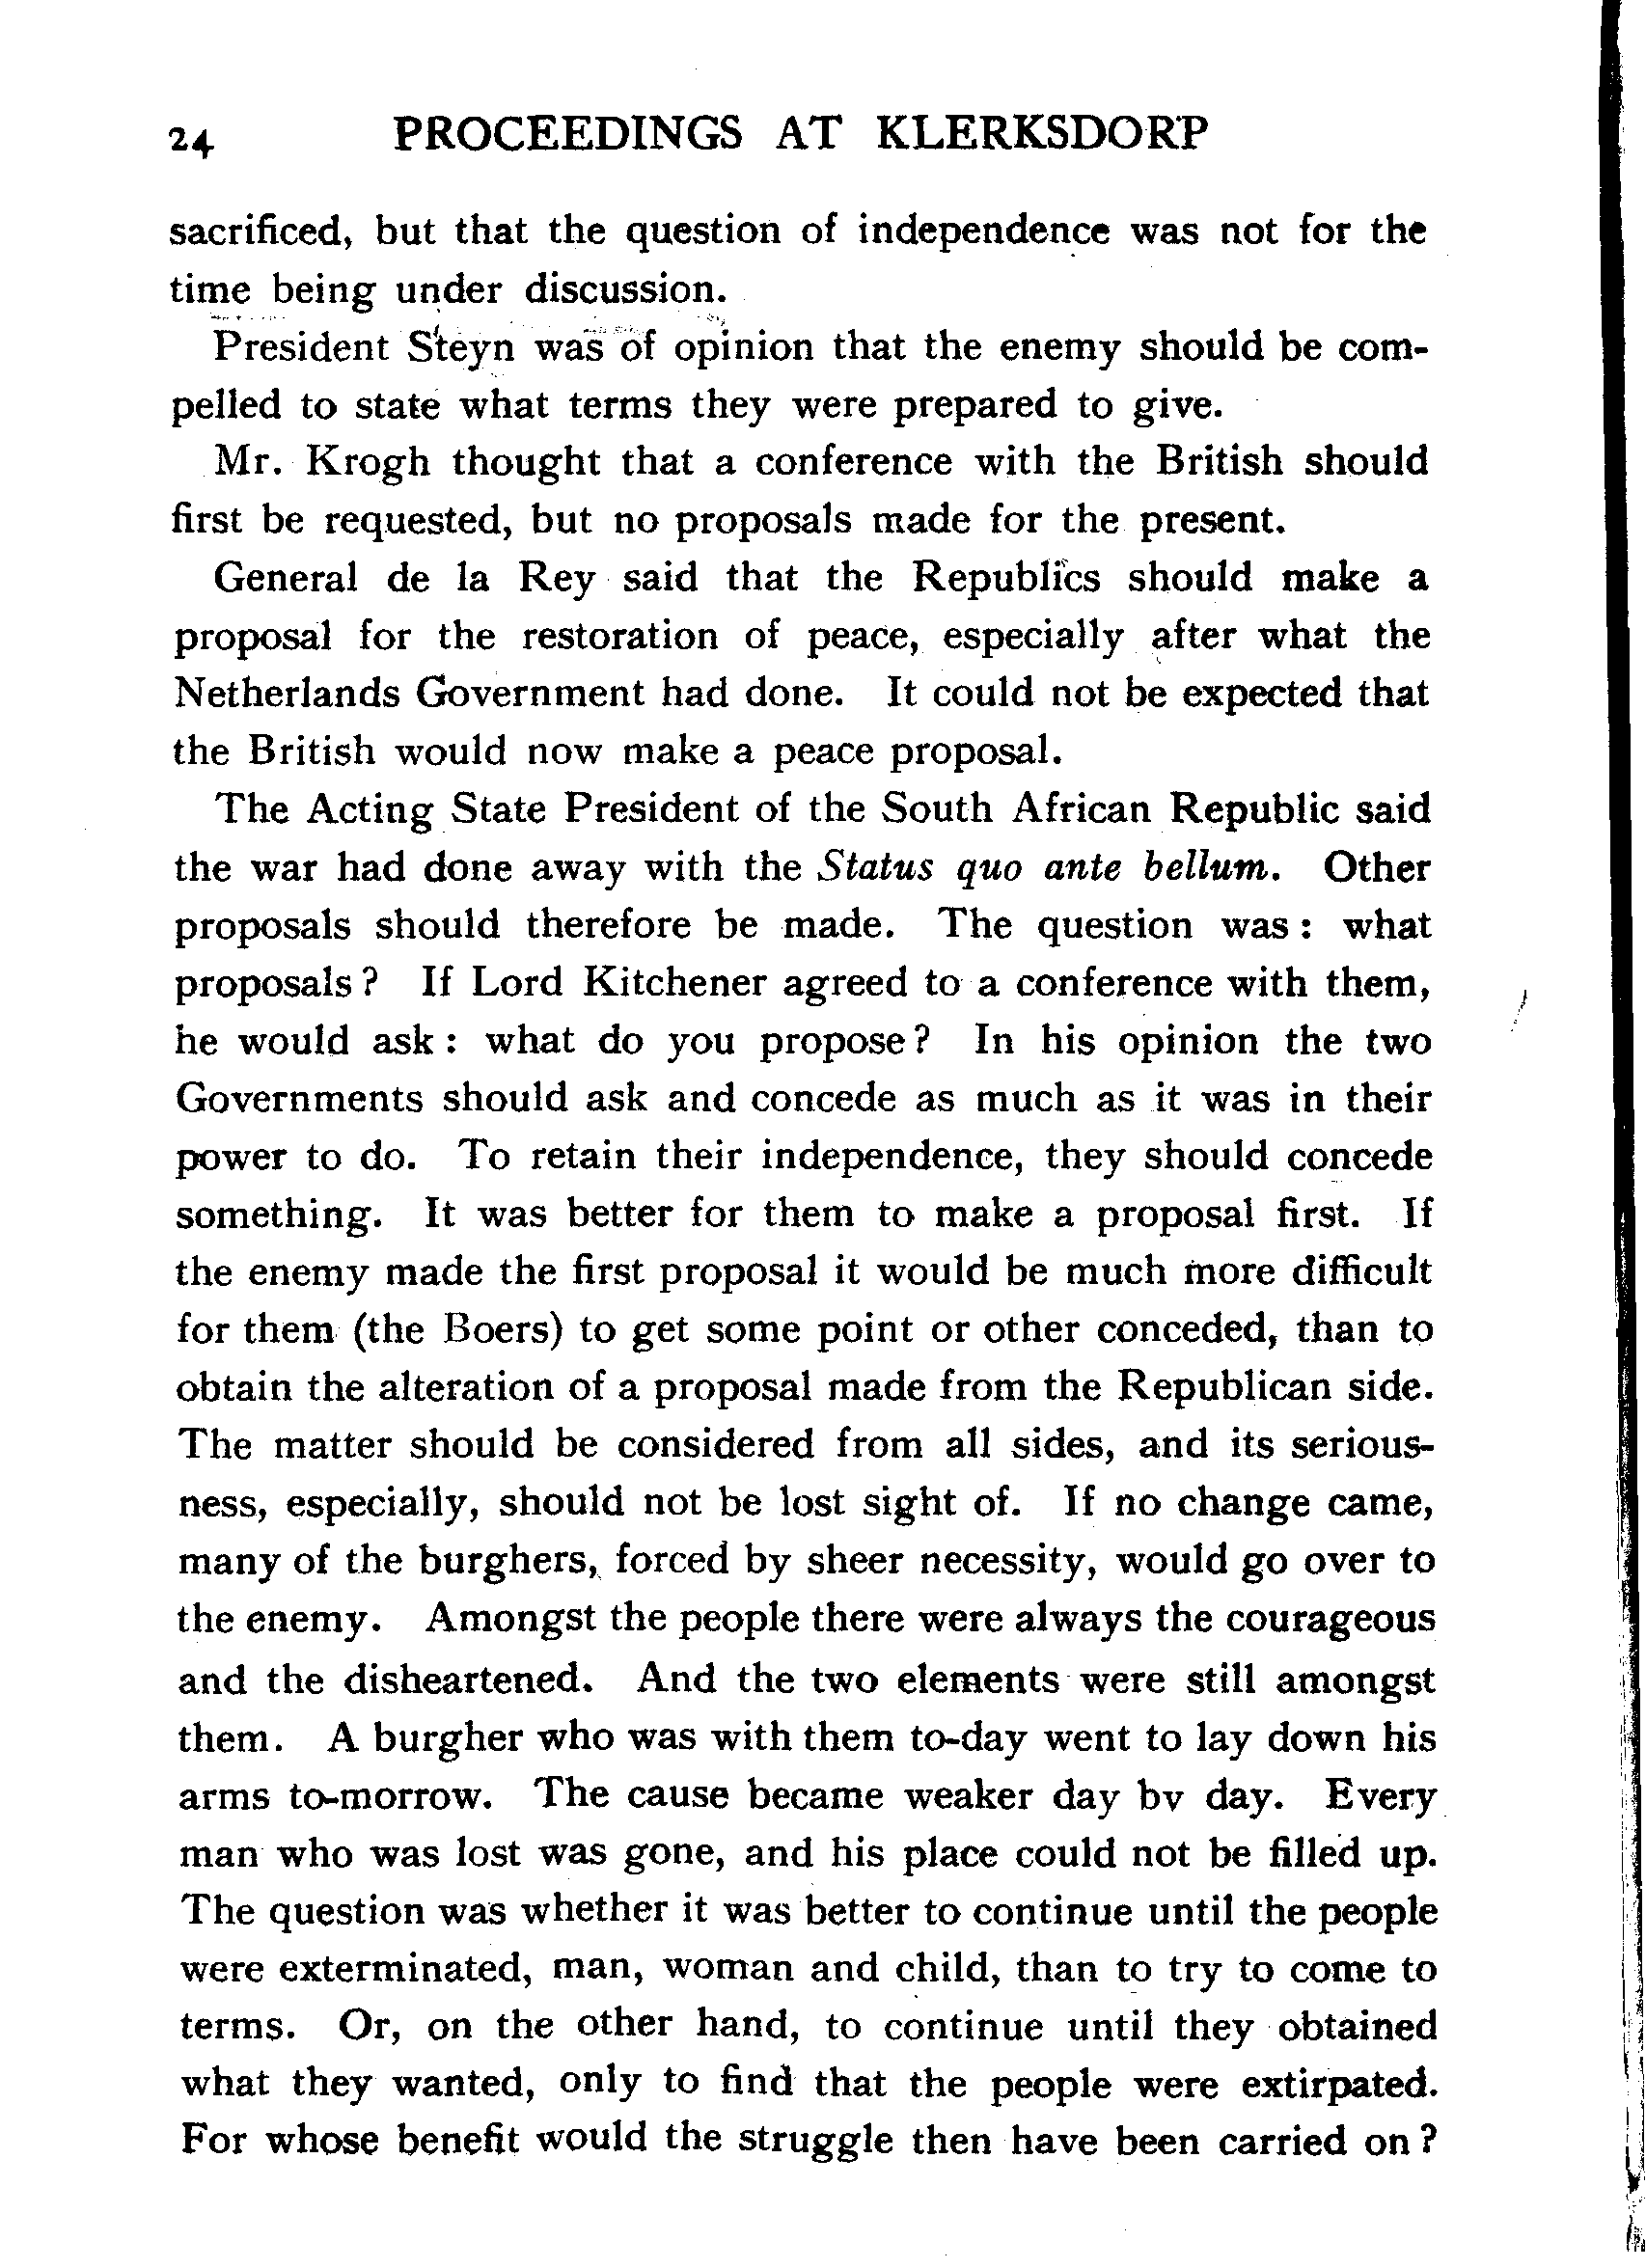 24 PROCEEDINGS AT KLERKSDORP
sacrificed, but that the question of independence was not for the
time being under discussion.
President Steyn was of opinion that the enemy should be com-
pelled to state what terms they were prepared to give.
Mr. Krogh thought that a conference with the British should
first be requested, but no proposals made for the present.
General de la Rey said that the Republics should make a
proposal for the restoration of peace, especially after what the
Netherlands Government had done. It could not be expected that
the British would now make a peace proposal.
The Acting State President of the South African Republic said
the war had done away with the Status quo ante bellum. Other
proposals should therefore be made. The question was: what
proposals? If Lord Kitchener agreed to a conference with them,
he would ask: what do you propose? In his opinion the two
Governments should ask and concede as much as it was in their
power to do. To retain their independence, they should concede
something. It was better for them to make a proposal first. If
the enemy made the first proposal it would be much more difficult
for them (the Boers) to get some point or other conceded, than to
obtain the alteration of a proposal made from the Republican side.
The matter should be considered from all sides, and its serious-
ness, especially, should not be lost sight of. If no change came,
many of the burghers, forced by sheer necessity, would go over to
the enemy. Amongst the people there were always the courageous
and the disheartened. And the two elements were still amongst
them. A burgher who was with them to-day went to lay down his
arms to-morrow. The cause became weaker day bv day. Every
man who was lost was gone, and his place could not be filled up.
The question was whether it was better to continue until the people
were exterminated, man, woman and child, than to try to come to
terms. Or, on the other hand, to continue until they obtained
what they wanted, only to find that the people were extirpated.
For whose benefit would the struggle then have been carried on?